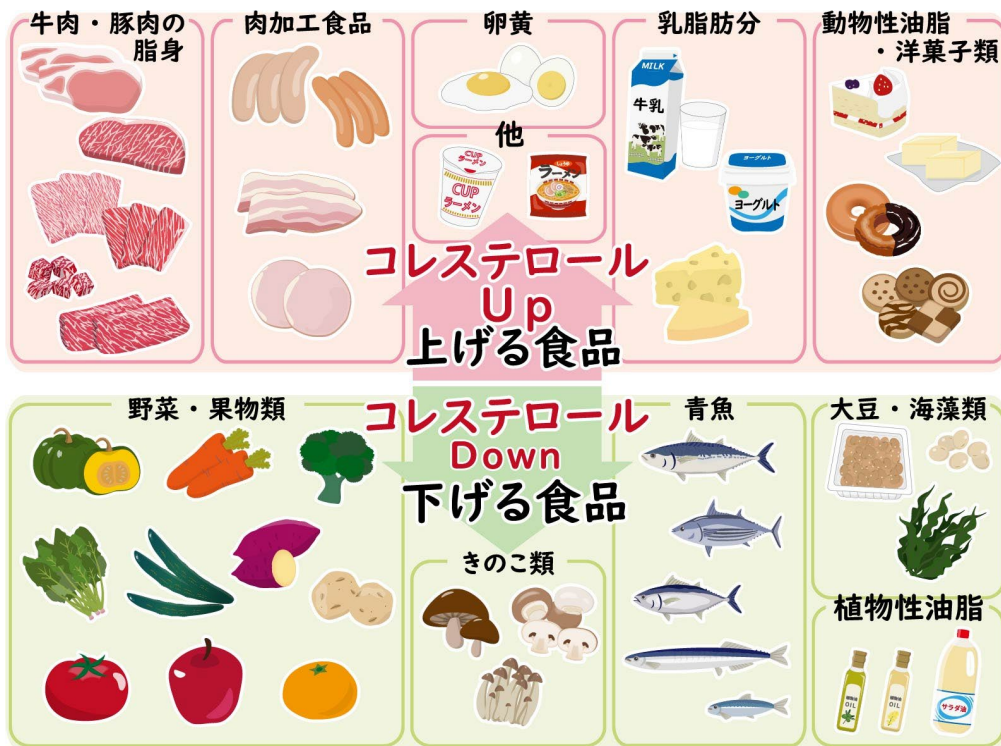 牛肉・豚肉の
脂身
肉加工食品
卵黄
乳脂肪分
動物性油脂
・洋菓子類
MILK
牛乳
ヨーグルト
ヨーグルト
他
CUP
ラーメン
CUP
ラーメン
ラーメン
コレステロール
Up
上げる食品
コレステロール
Down
下げる食品
野菜・果物類
きのこ類
青魚
大豆・海藻類
植物性油脂
OIL
OIL
サラダ油